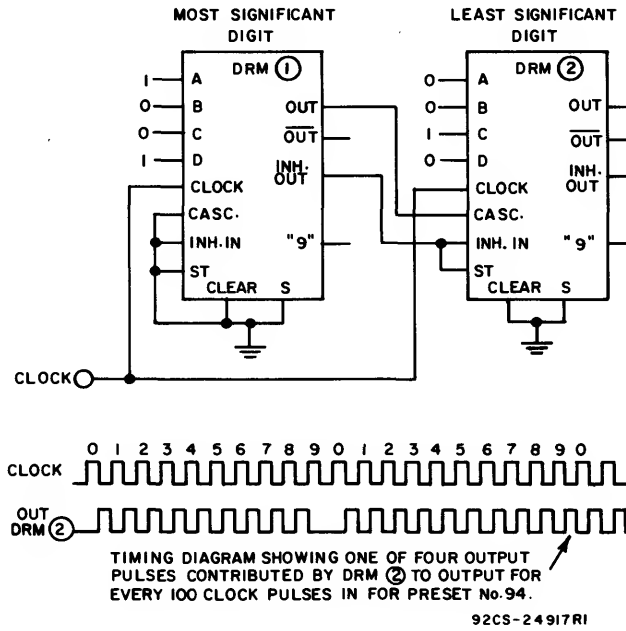 MOST SIGNIFICANT
DIGIT
LEAST SIGNIFICANT
DIGIT
DRM 1
1 A
0 B
0 C
1 D
CLOCK
CASC.
INH. IN
ST
OUT
OUT
INH.
OUT
"9"
CLEAR S
DRM 2
0 A
0 B
1 C
0 D
CLOCK
CASC.
INH. IN
ST
OUT
OUT
INH.
OUT
"9"
CLEAR S
CLOCK
0 1 2 3 4 5 6 7 8 9 0 1 2 3 4 5 6 7 8 9 0
CLOCK
OUT
DRM 2
TIMING DIAGRAM SHOWING ONE OF FOUR OUTPUT
PULSES CONTRIBUTED BY DRM 2 TO OUTPUT FOR
EVERY 100 CLOCK PULSES IN FOR PRESET No. 94.
92CS-24917R1